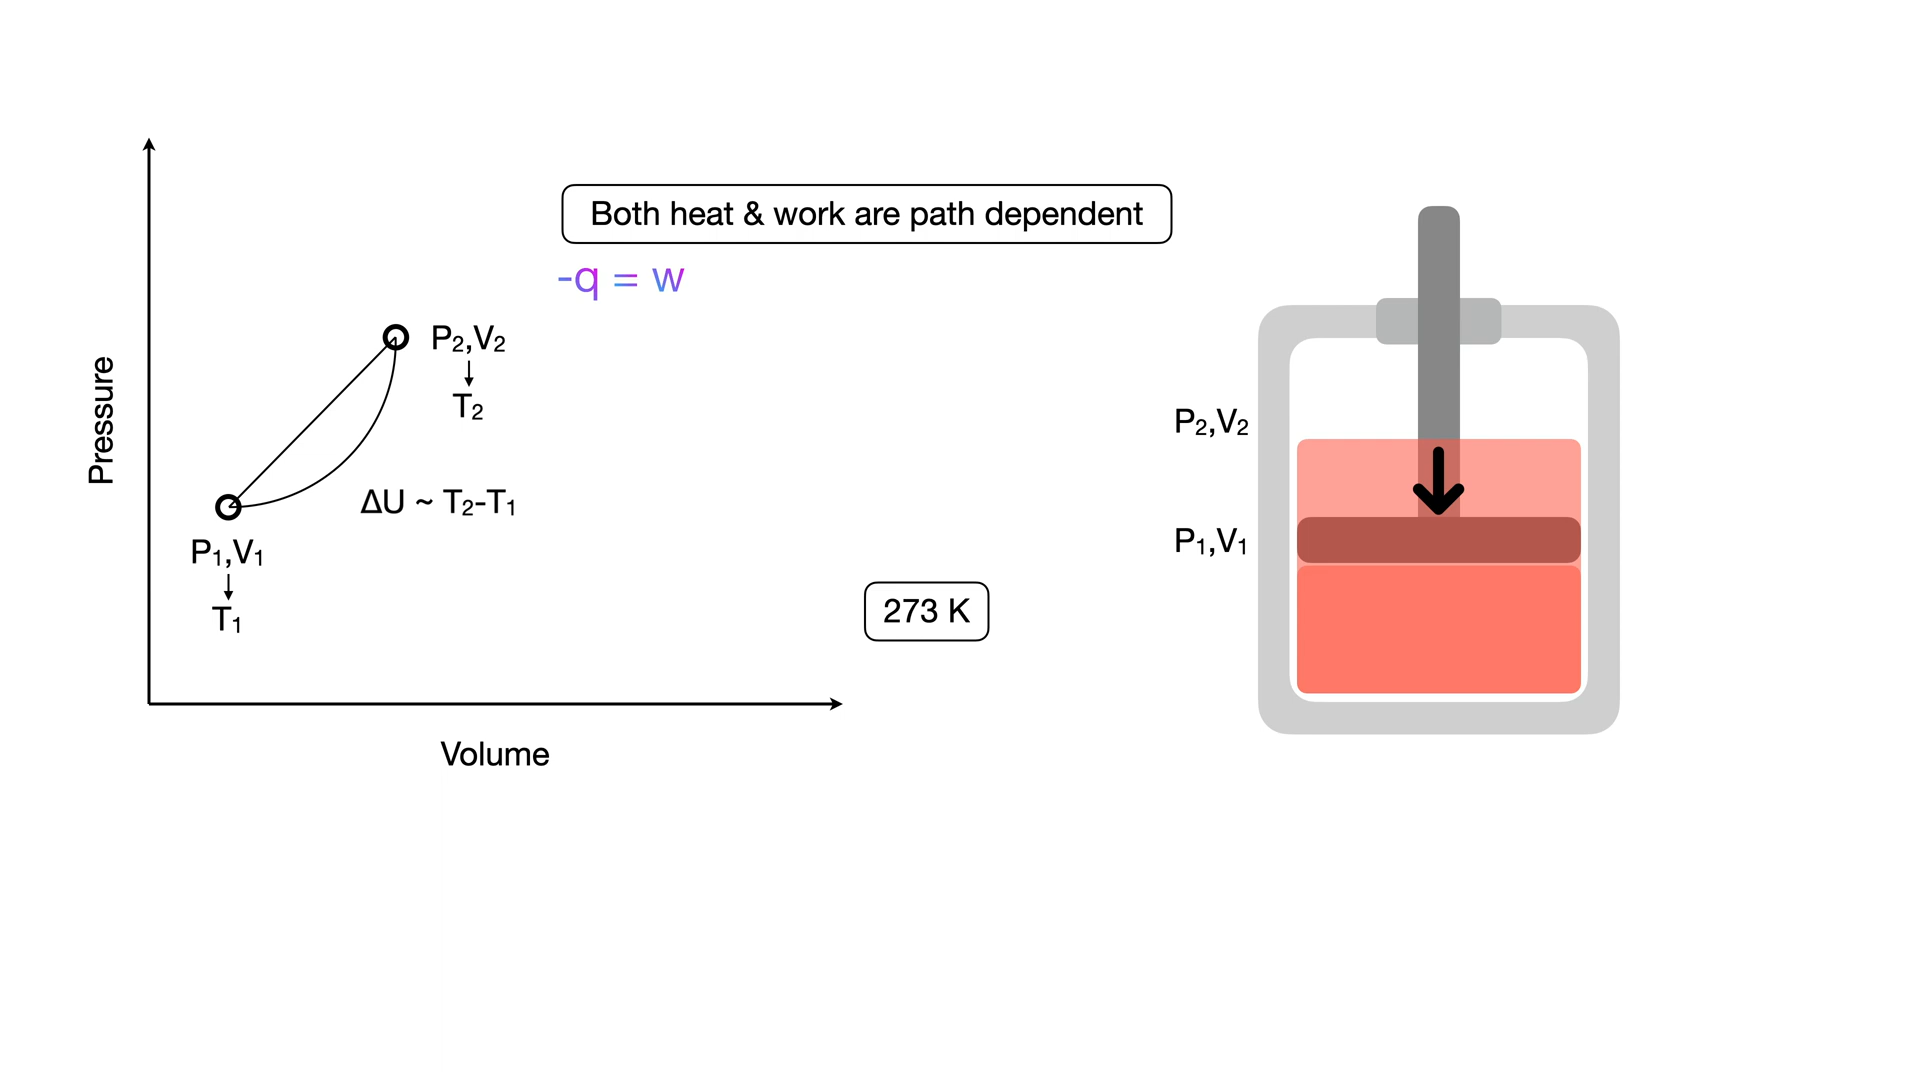 Both heat & work are path dependent
-q = w
Pressure
P₂,V₂
T₂
ΔU ~ T₂-T₁
P₁,V₁
T₁
273 K
Volume
P₂,V₂
P₁,V₁